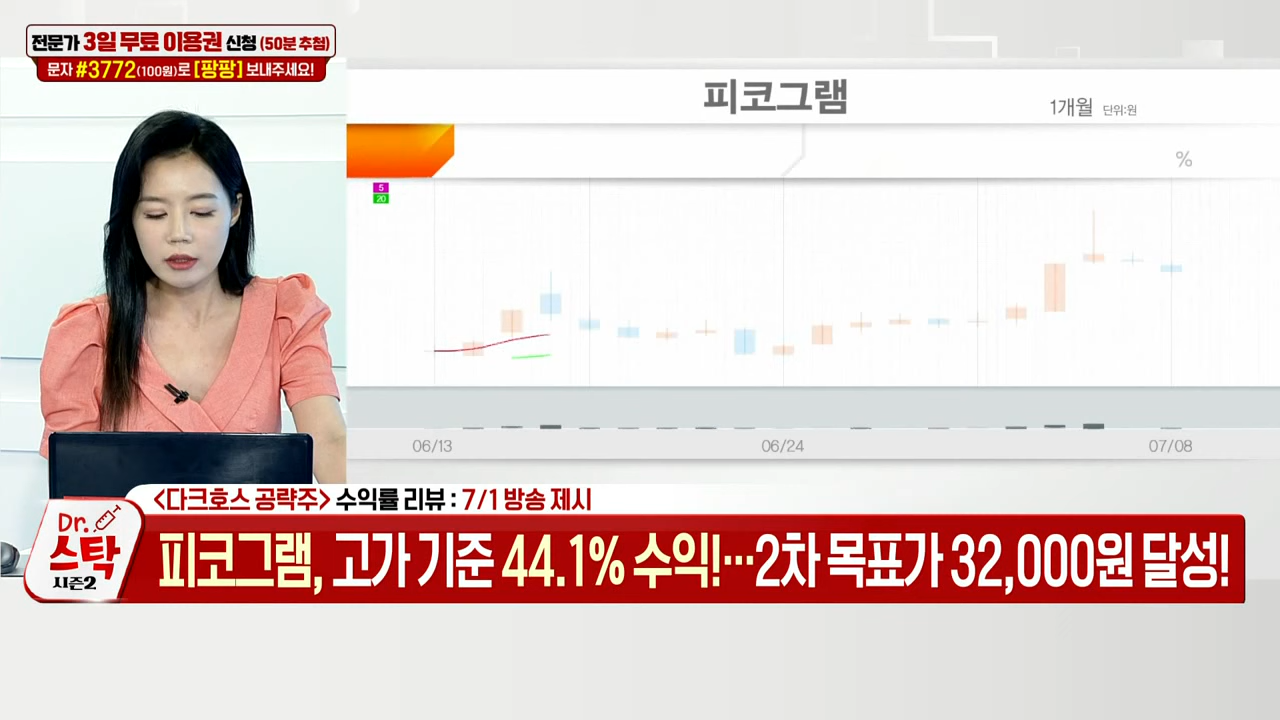 전문가 3일 무료 이용권 신청 (50분 추첨)
문자 #3772(100원)로 [팡팡] 보내주세요!
피코그램
1개월 단위:원
%
5
20
06/13 06/24 07/08
<다크호스 공략주> 수익률 리뷰 : 7/1 방송 제시
Dr.
스탁
시즌2
피코그램, 고가 기준 44.1% 수익!…2차 목표가 32,000원 달성!